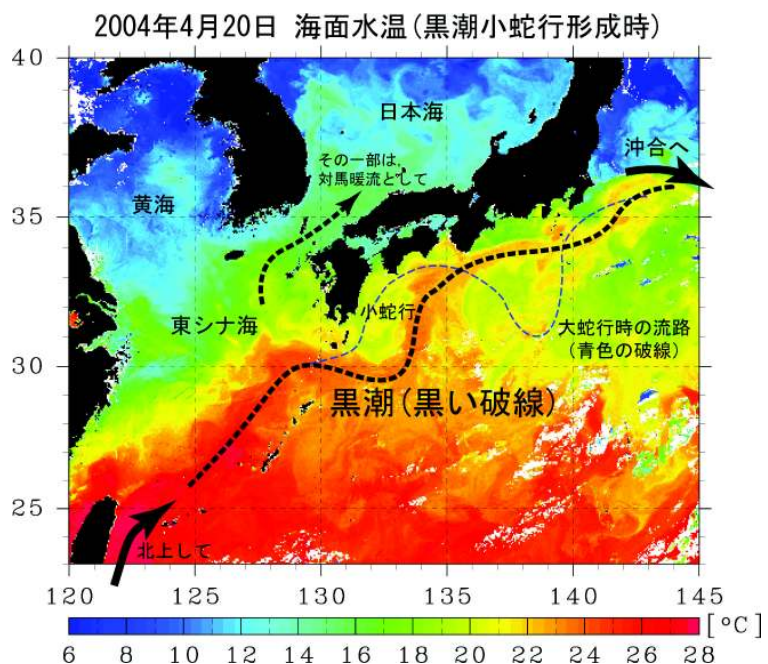 2004年4月20日 海面水温(黒潮小蛇行形成時)
40
35
30
25
日本海
沖合へ
その一部は、
対馬暖流として
黄海
東シナ海
小蛇行
大蛇行時の流路
(青色の破線)
黒潮(黒い破線)
北上して
120 125 130 135 140 145
[°C]
6 8 10 12 14 16 18 20 22 24 26 28